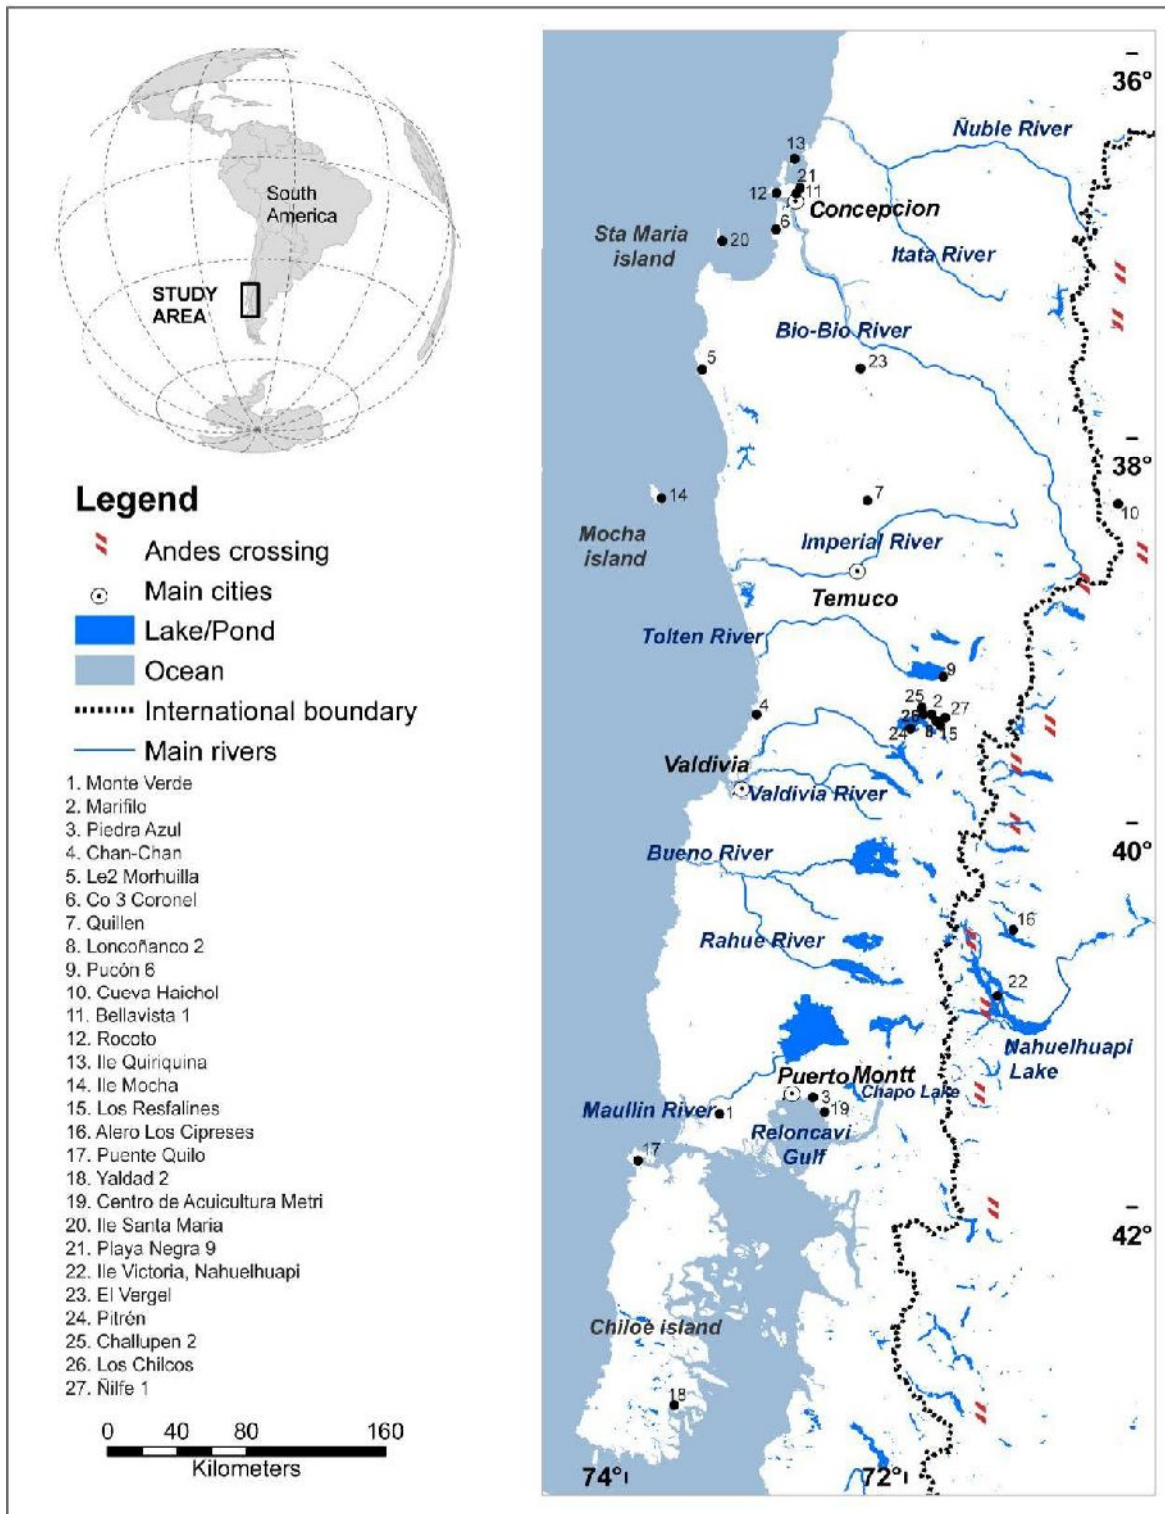 South
America
STUDY
AREA
Legend
Andes crossing
Main cities
Lake/Pond
Ocean
International boundary
Main rivers
1. Monte Verde
2. Marifilo
3. Piedra Azul
4. Chan-Chan
5. Le2 Morhuilla
6. Co 3 Coronel
7. Quillen
8. Loncoñanco 2
9. Pucón 6
10. Cueva Haichol
11. Bellavista 1
12. Rocoto
13. Ile Quiriquina
14. Ile Mocha
15. Los Resfalines
16. Alero Los Cipreses
17. Puente Quilo
18. Yaldad 2
19. Centro de Acuicultura Metri
20. Ile Santa Maria
21. Playa Negra 9
22. Ile Victoria, Nahuelhuapi
23. El Vergel
24. Pitrén
25. Challupen 2
26. Los Chilcos
27. Ñilfe 1
0 40 80 160
Kilometers
36°
Ñuble River
13
21
12 11
Concepcion
6
Sta Maria
island
20
Itata River
Bio-Bio River
5
23
38°
14
7
10
Mocha
island
Imperial River
Temuco
Tolten River
9
25 2
4
27
26
24 8 15
Valdivia
Valdivia River
40°
Bueno River
16
Rahue River
22
Nahuelhuapi
Lake
Puerto Montt
Chapo Lake
Maullin River
1
3
19
Reloncavi
Gulf
17
42°
Chiloé island
18
74°
72°